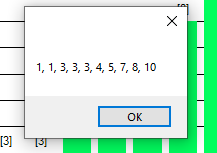 1, 1, 3, 3, 3, 4, 5, 7, 8, 10
OK
[3] [3]